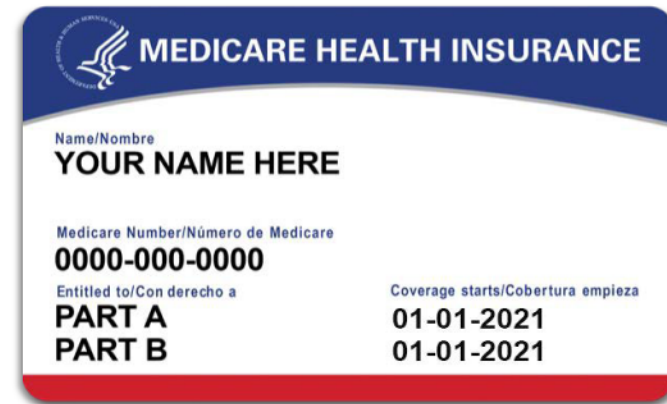 MEDICARE HEALTH INSURANCE
Name/Nombre
YOUR NAME HERE
Medicare Number/Número de Medicare
0000-000-0000
Entitled to/Con derecho a
Coverage starts/Cobertura empieza
PART A 01-01-2021
PART B 01-01-2021